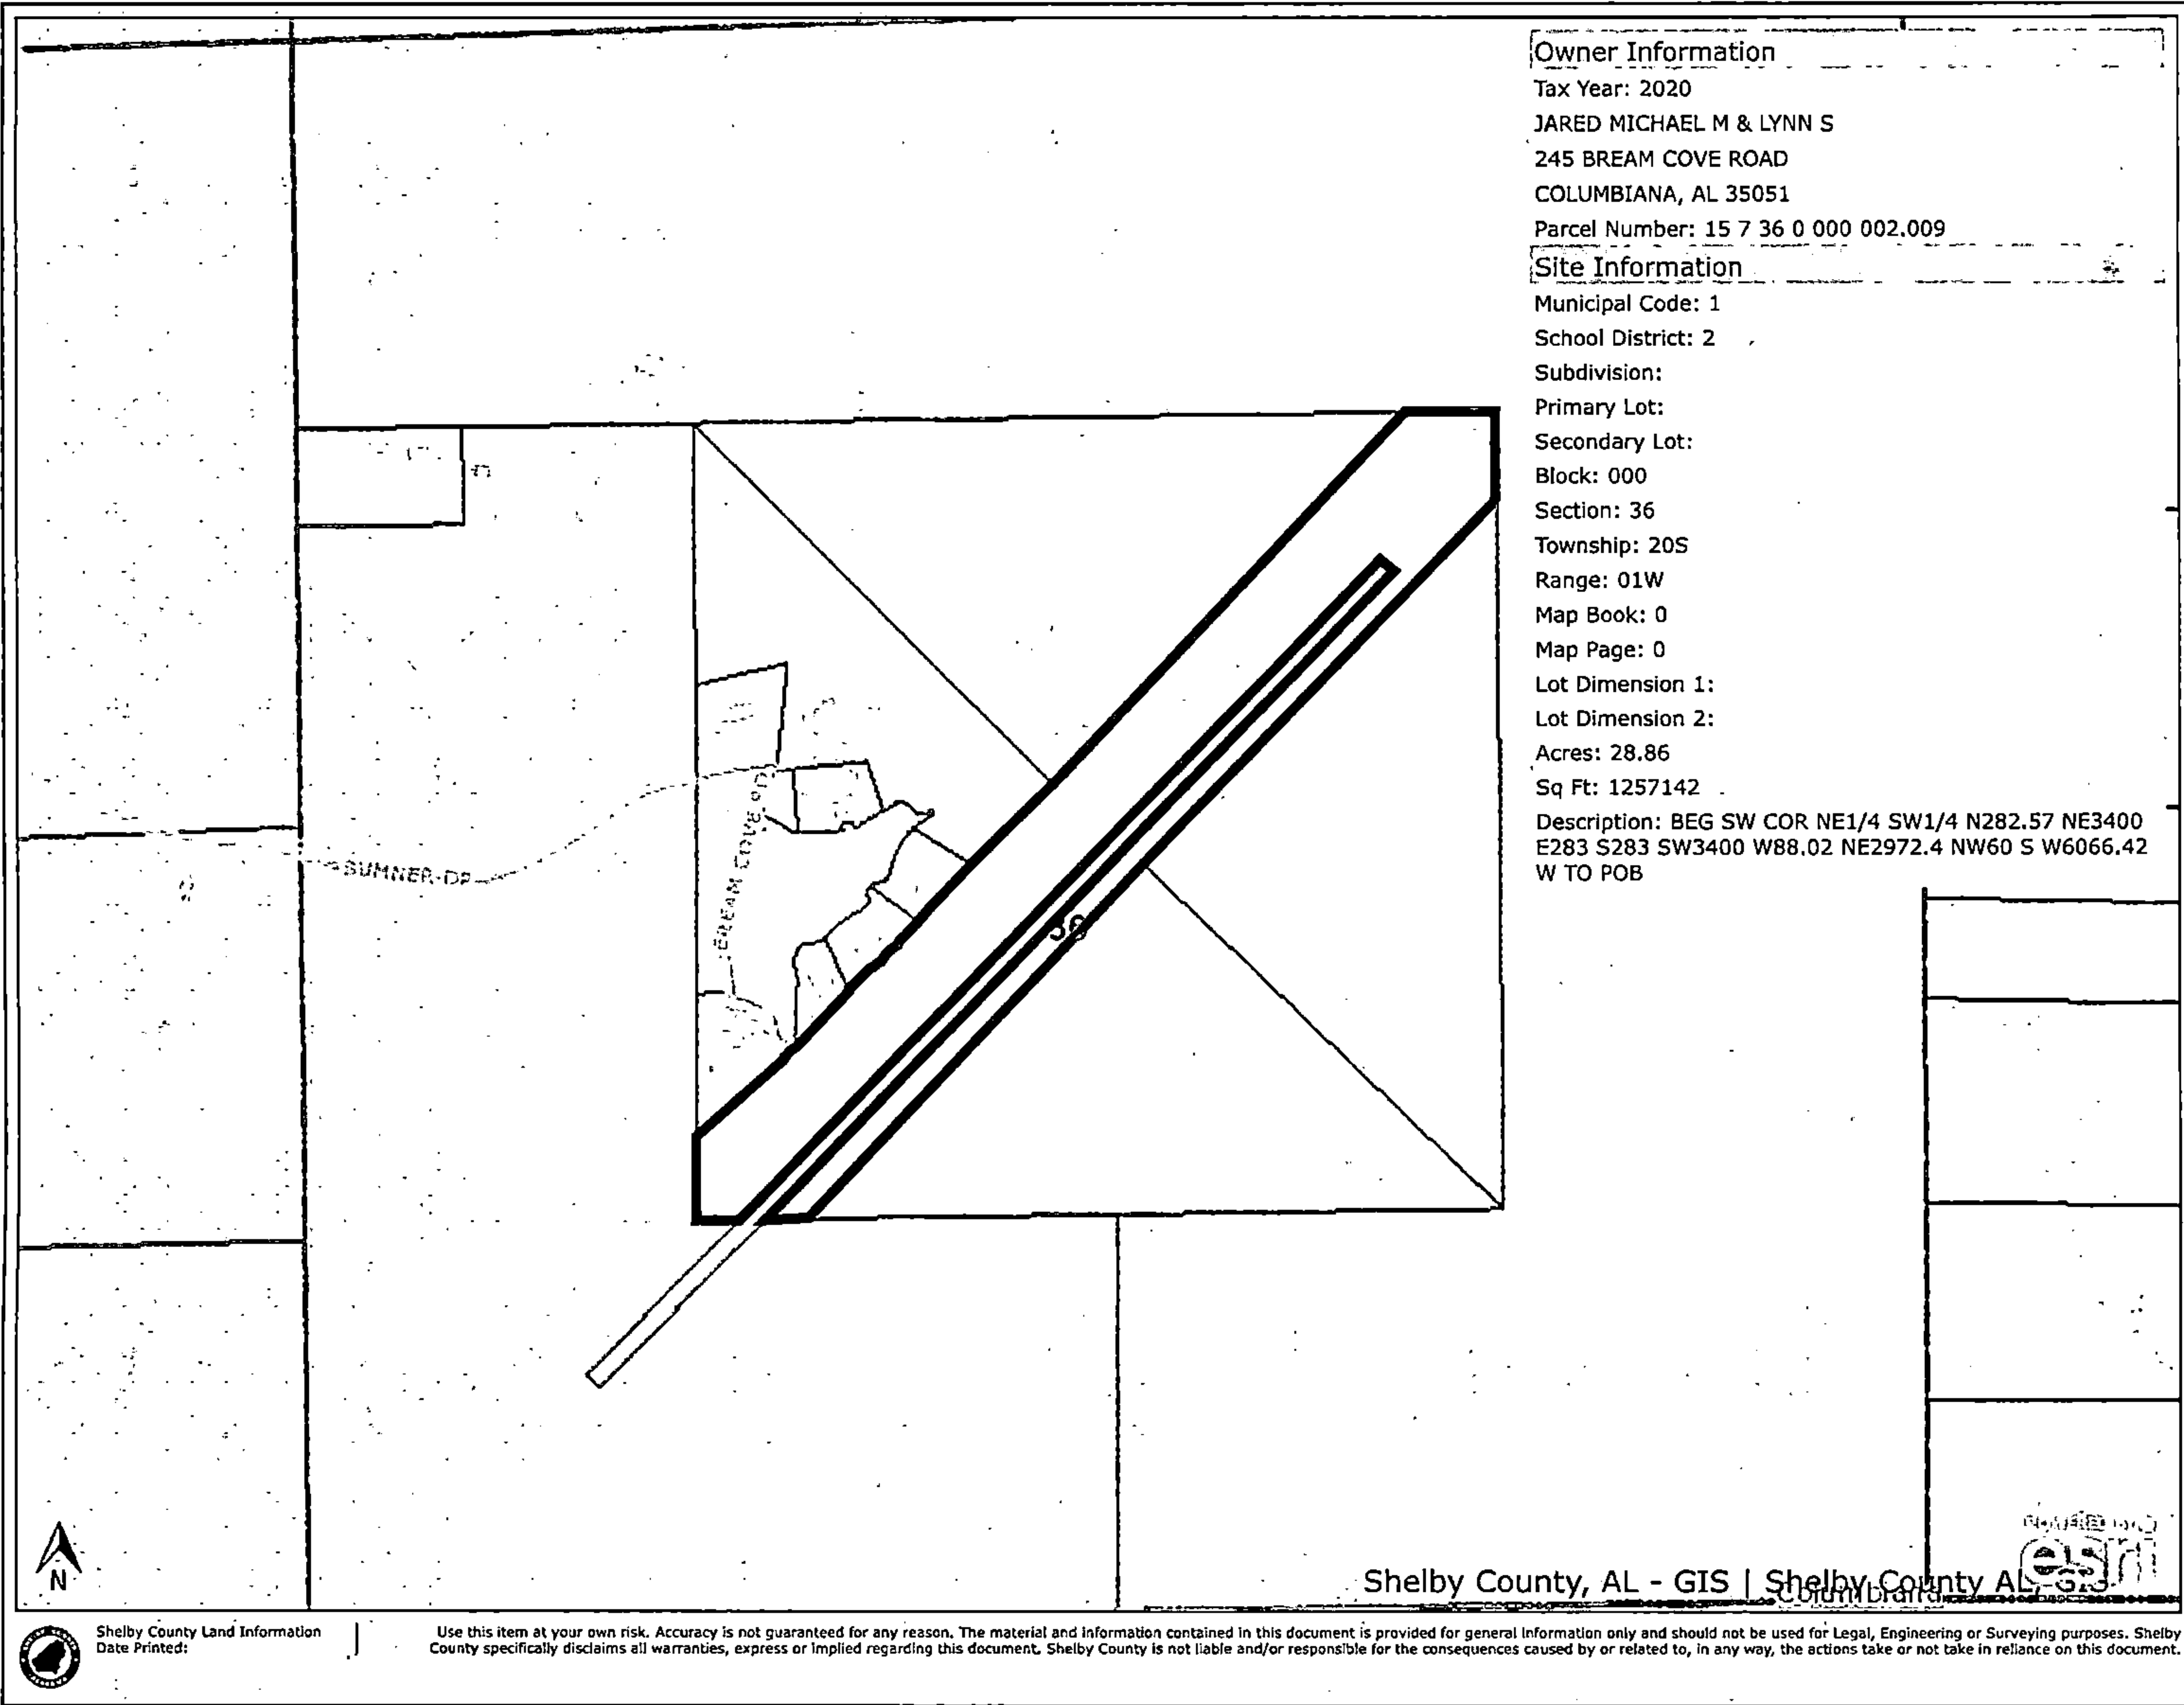 Owner Information
Tax Year: 2020
JARED MICHAEL M & LYNN S
245 BREAM COVE ROAD
COLUMBIANA, AL 35051
Parcel Number: 15 7 36 0 000 002.009
Site Information
Municipal Code: 1
School District: 2
Subdivision:
Primary Lot:
Secondary Lot:
Block: 000
Section: 36
Township: 20S
Range: 01W
Map Book: 0
Map Page: 0
Lot Dimension 1:
Lot Dimension 2:
Acres: 28.86
Sq Ft: 1257142
Description: BEG SW COR NE1/4 SW1/4 N282.57 NE3400
E283 S283 SW3400 W88.02 NE2972.4 NW60 S W6066.42
W TO POB
SUMNER-DR
BREAM COVE RD
36
N
POWERED BY
esri
Shelby County, AL - GIS | Shelby County AL, GIS
Columbiana
Shelby County Land Information
Date Printed:
Use this item at your own risk. Accuracy is not guaranteed for any reason. The material and information contained in this document is provided for general information only and should not be used for Legal, Engineering or Surveying purposes. Shelby
County specifically disclaims all warranties, express or implied regarding this document. Shelby County is not liable and/or responsible for the consequences caused by or related to, in any way, the actions take or not take in reliance on this document.